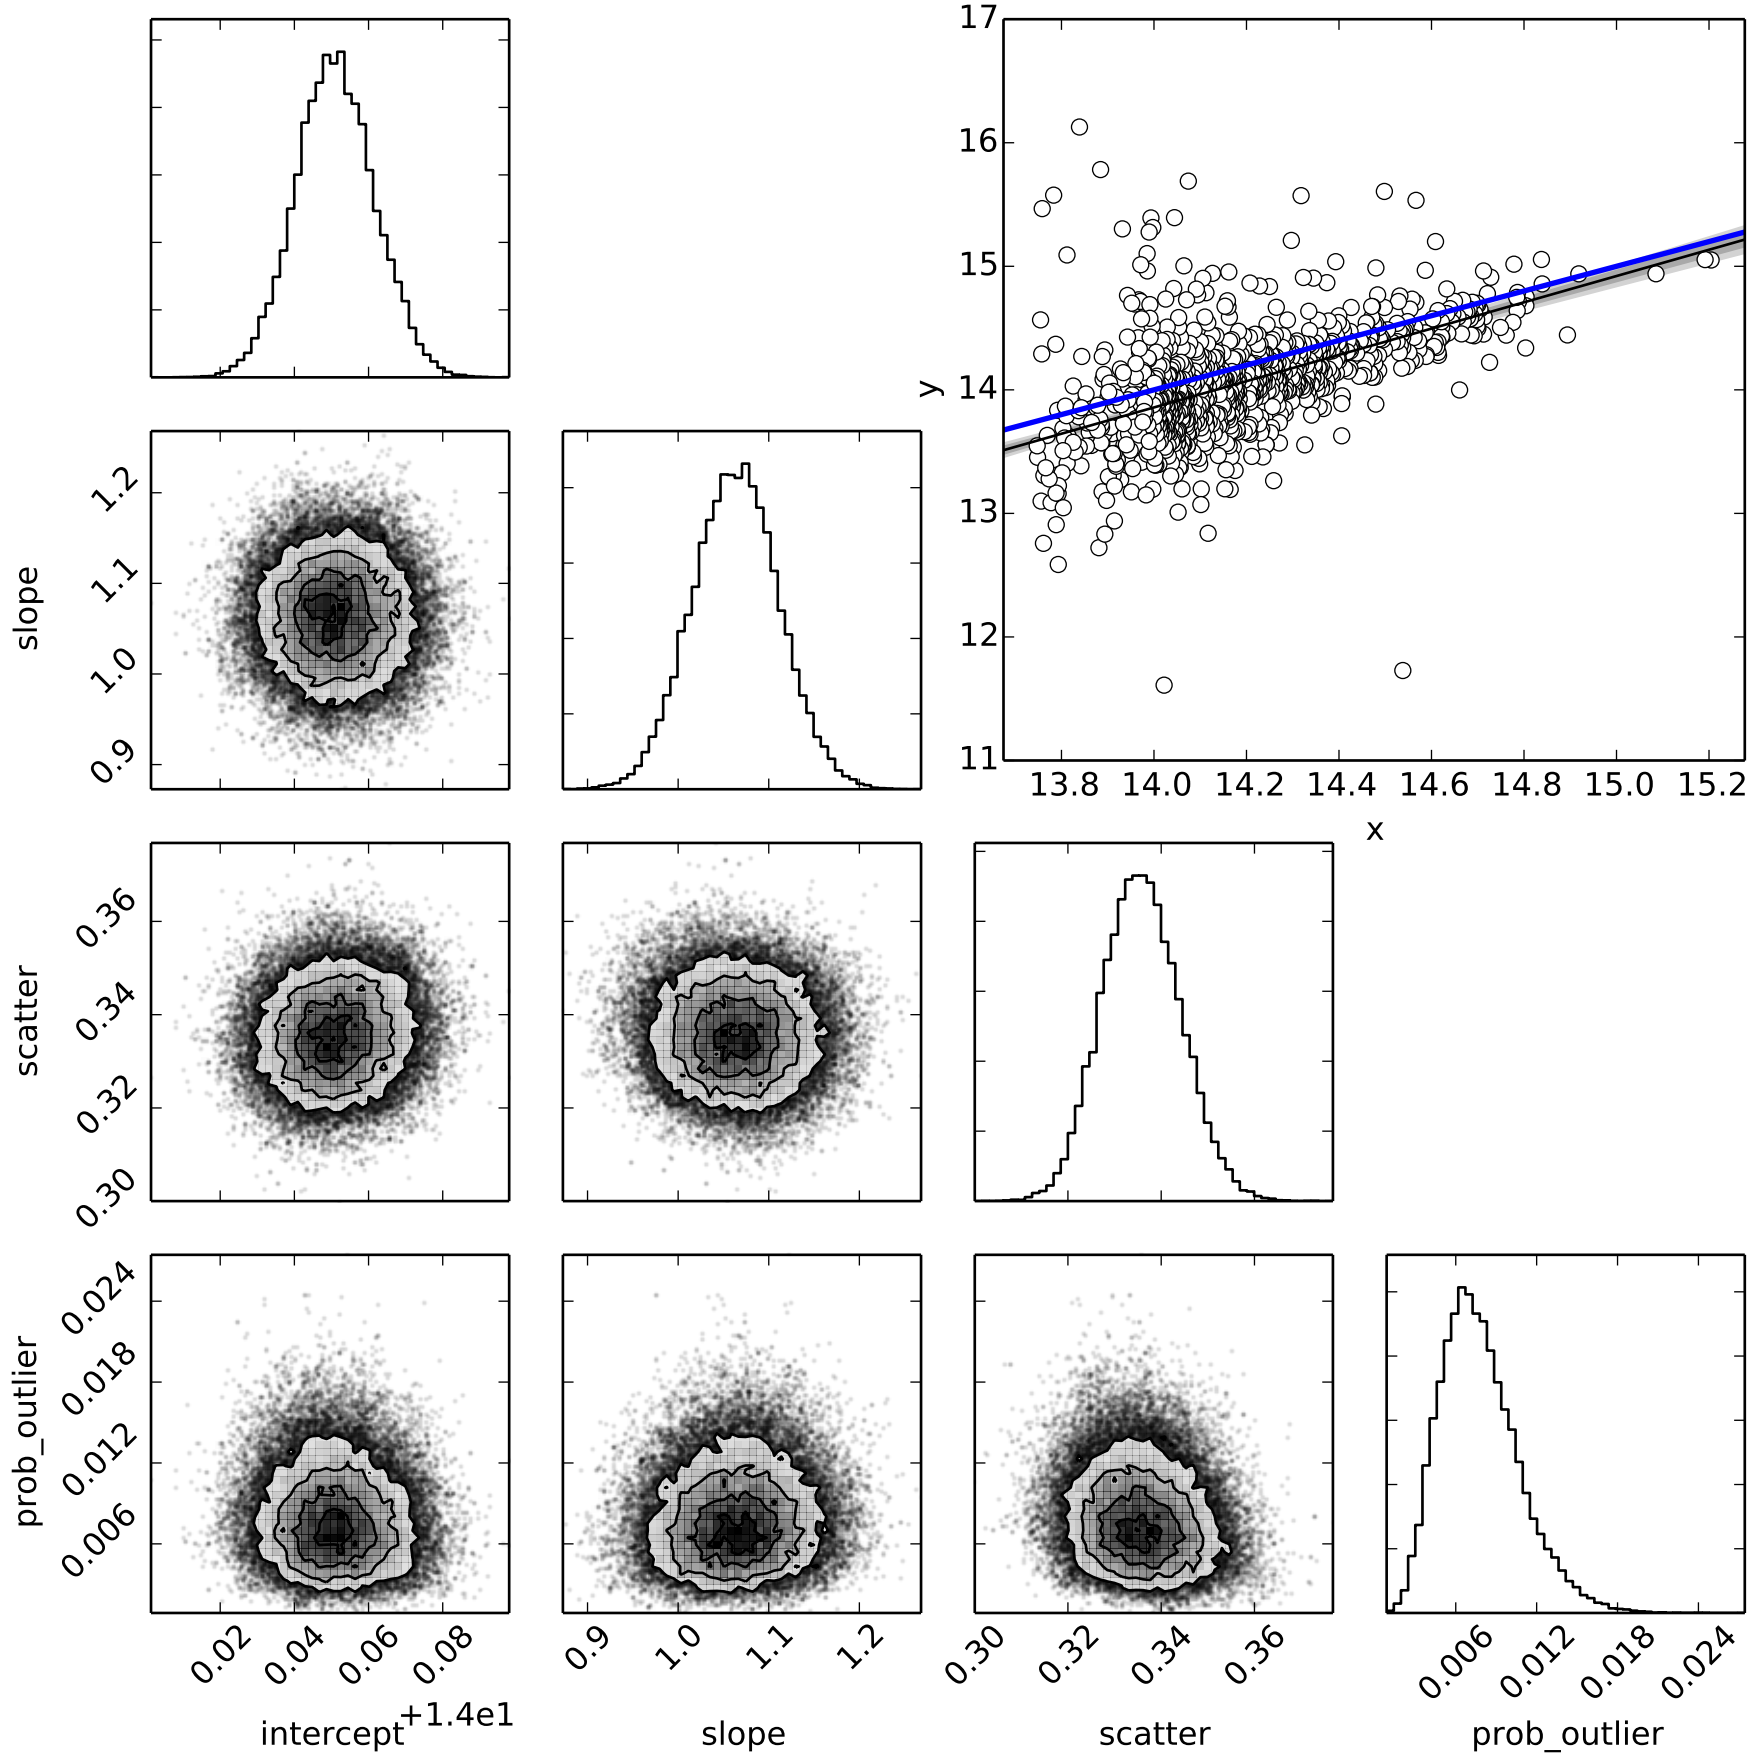 17
16
15
14
13
12
11
y
13.8 14.0 14.2 14.4 14.6 14.8 15.0 15.2
x
slope
1.2
1.1
1.0
0.9
scatter
0.36
0.34
0.32
0.30
prob_outlier
0.024
0.018
0.012
0.006
0.02 0.04 0.06 0.08
+1.4e1
intercept
0.9 1.0 1.1 1.2
slope
0.30 0.32 0.34 0.36
scatter
0.006 0.012 0.018 0.024
prob_outlier